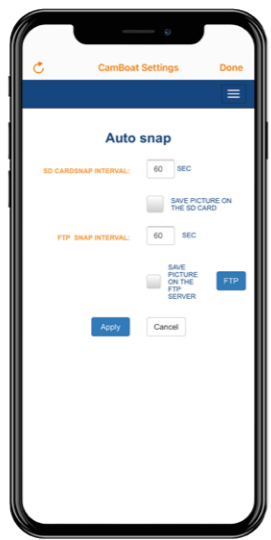 CamBoat Settings Done
Auto snap
SD CARDSNAP INTERVAL: 60 SEC
SAVE PICTURE ON
THE SD CARD
FTP SNAP INTERVAL: 60 SEC
SAVE
PICTURE
ON THE
FTP
SERVER
FTP
Apply Cancel